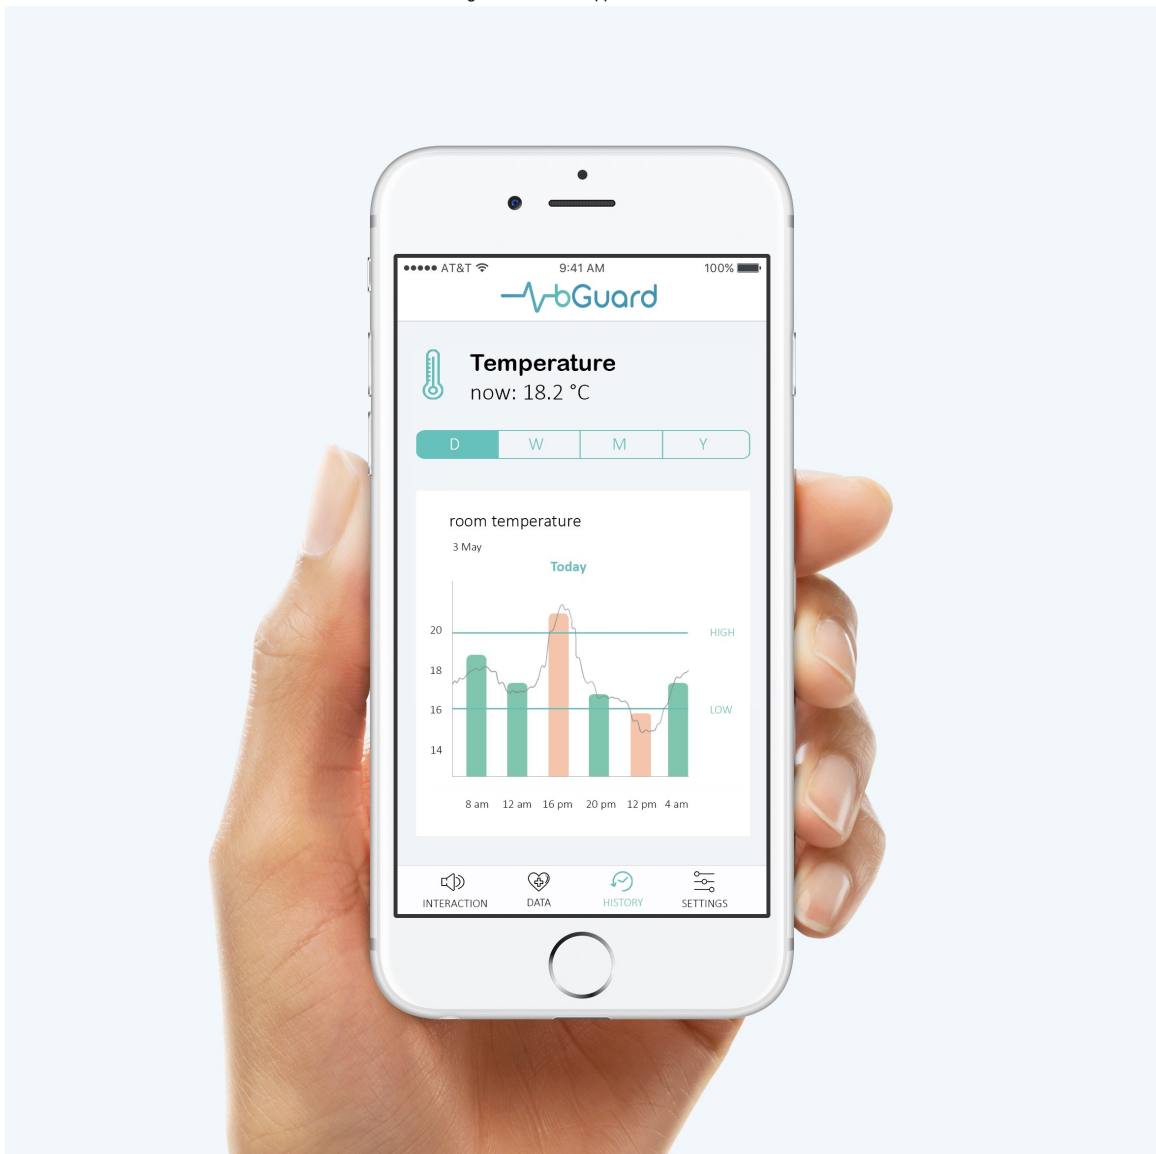 ●●●●● AT&T 9:41 AM 100%
bGuard
Temperature
now: 18.2 °C
D W M Y
room temperature
3 May
Today
20
HIGH
18
16
LOW
14
8 am 12 am 16 pm 20 pm 12 pm 4 am
INTERACTION DATA HISTORY SETTINGS